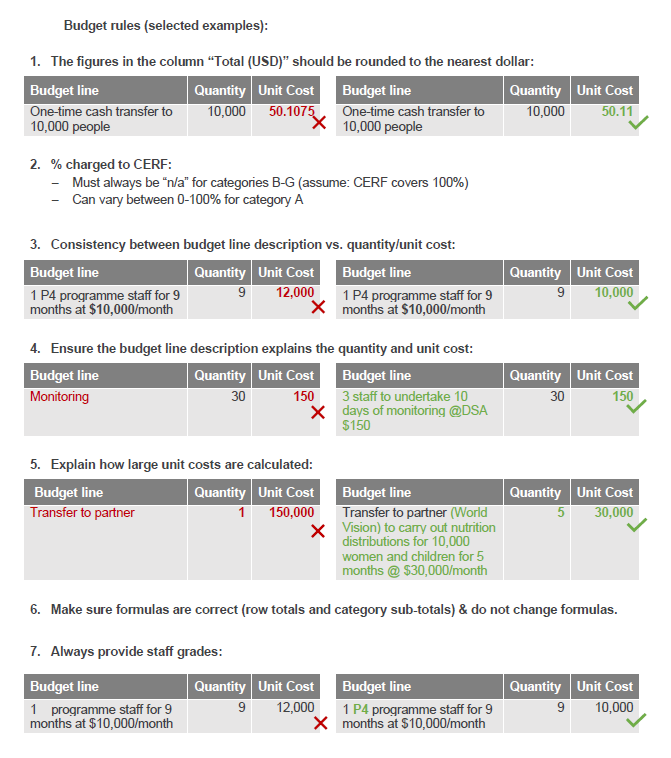 Budget rules (selected examples):
1. The figures in the column “Total (USD)” should be rounded to the nearest dollar:
Budget line Quantity Unit Cost Budget line Quantity Unit Cost
One-time cash transfer to 10,000 50.1075 One-time cash transfer to 10,000 50.11
10,000 people 10,000 people
2. % charged to CERF:
– Must always be “n/a” for categories B-G (assume: CERF covers 100%)
– Can vary between 0-100% for category A
3. Consistency between budget line description vs. quantity/unit cost:
Budget line Quantity Unit Cost Budget line Quantity Unit Cost
1 P4 programme staff for 9 9 12,000 1 P4 programme staff for 9 9 10,000
months at $10,000/month months at $10,000/month
4. Ensure the budget line description explains the quantity and unit cost:
Budget line Quantity Unit Cost Budget line Quantity Unit Cost
Monitoring 30 150 3 staff to undertake 10 30 150
days of monitoring @DSA
$150
5. Explain how large unit costs are calculated:
Budget line Quantity Unit Cost Budget line Quantity Unit Cost
Transfer to partner 1 150,000 Transfer to partner (World 5 30,000
Vision) to carry out nutrition
distributions for 10,000
women and children for 5
months @ $30,000/month
6. Make sure formulas are correct (row totals and category sub-totals) & do not change formulas.
7. Always provide staff grades:
Budget line Quantity Unit Cost Budget line Quantity Unit Cost
1 programme staff for 9 9 12,000 1 P4 programme staff for 9 9 10,000
months at $10,000/month months at $10,000/month